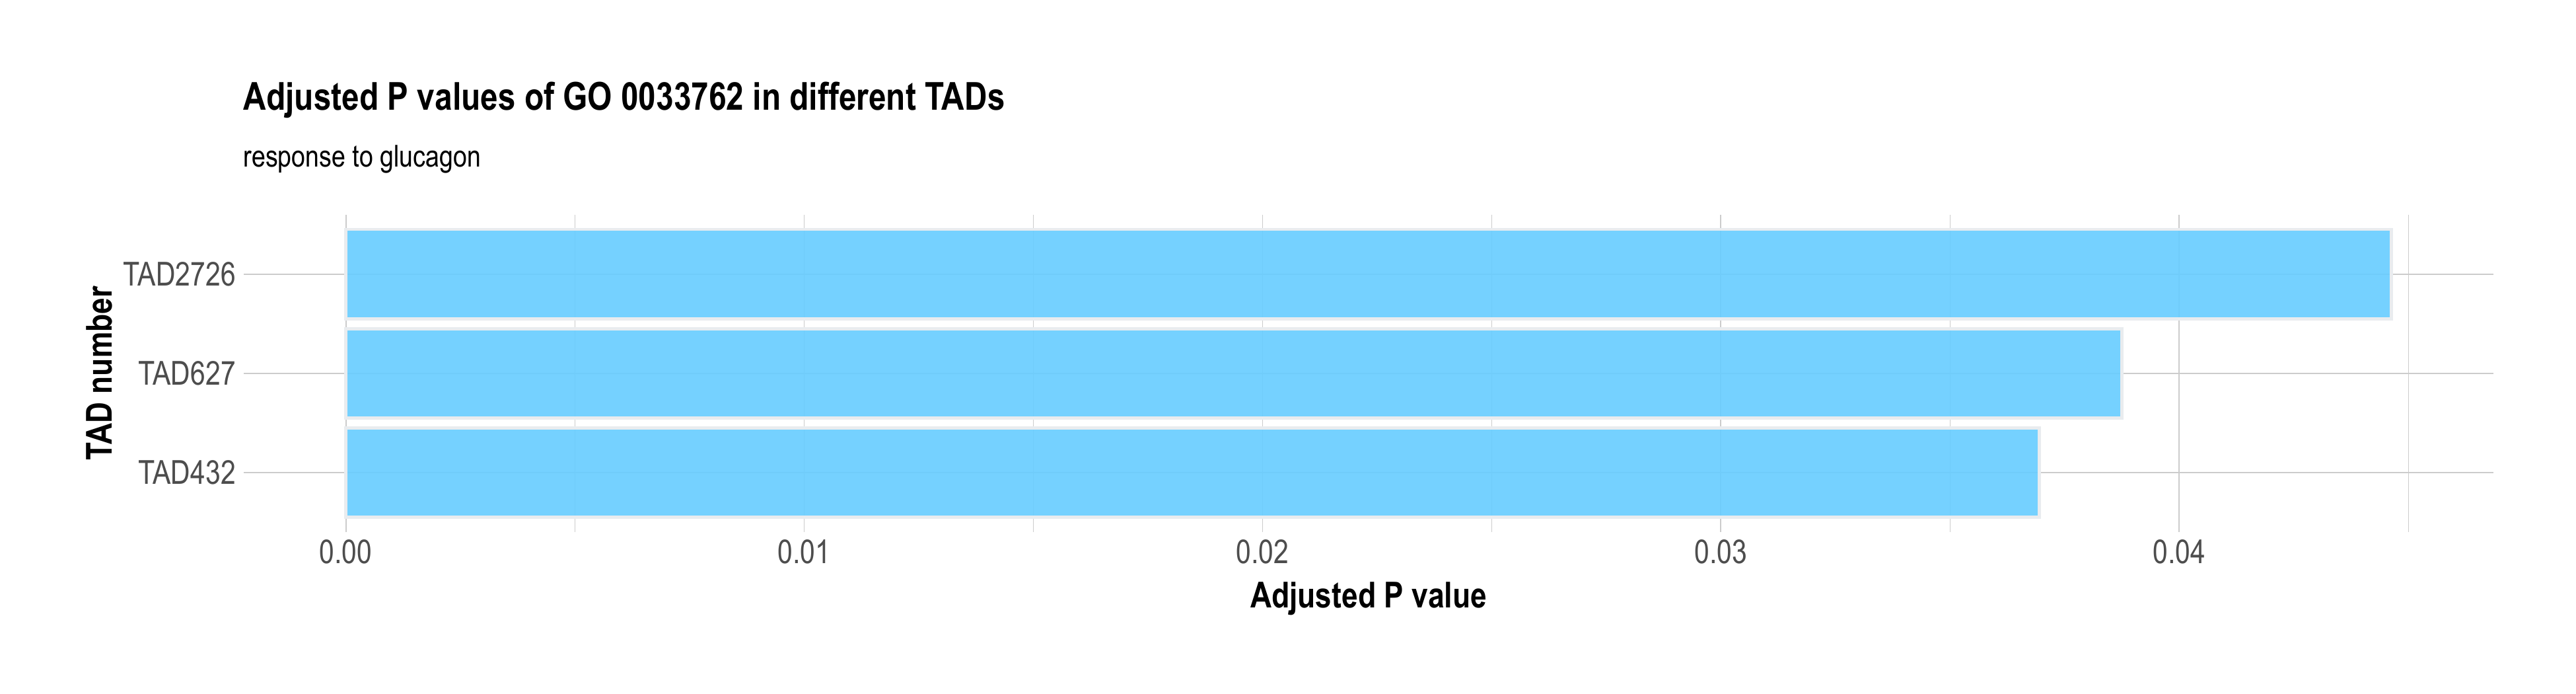 Adjusted P values of GO 0033762 in different TADs
response to glucagon
TAD number
TAD2726
TAD627
TAD432
0.00
0.01
0.02
0.03
0.04
Adjusted P value